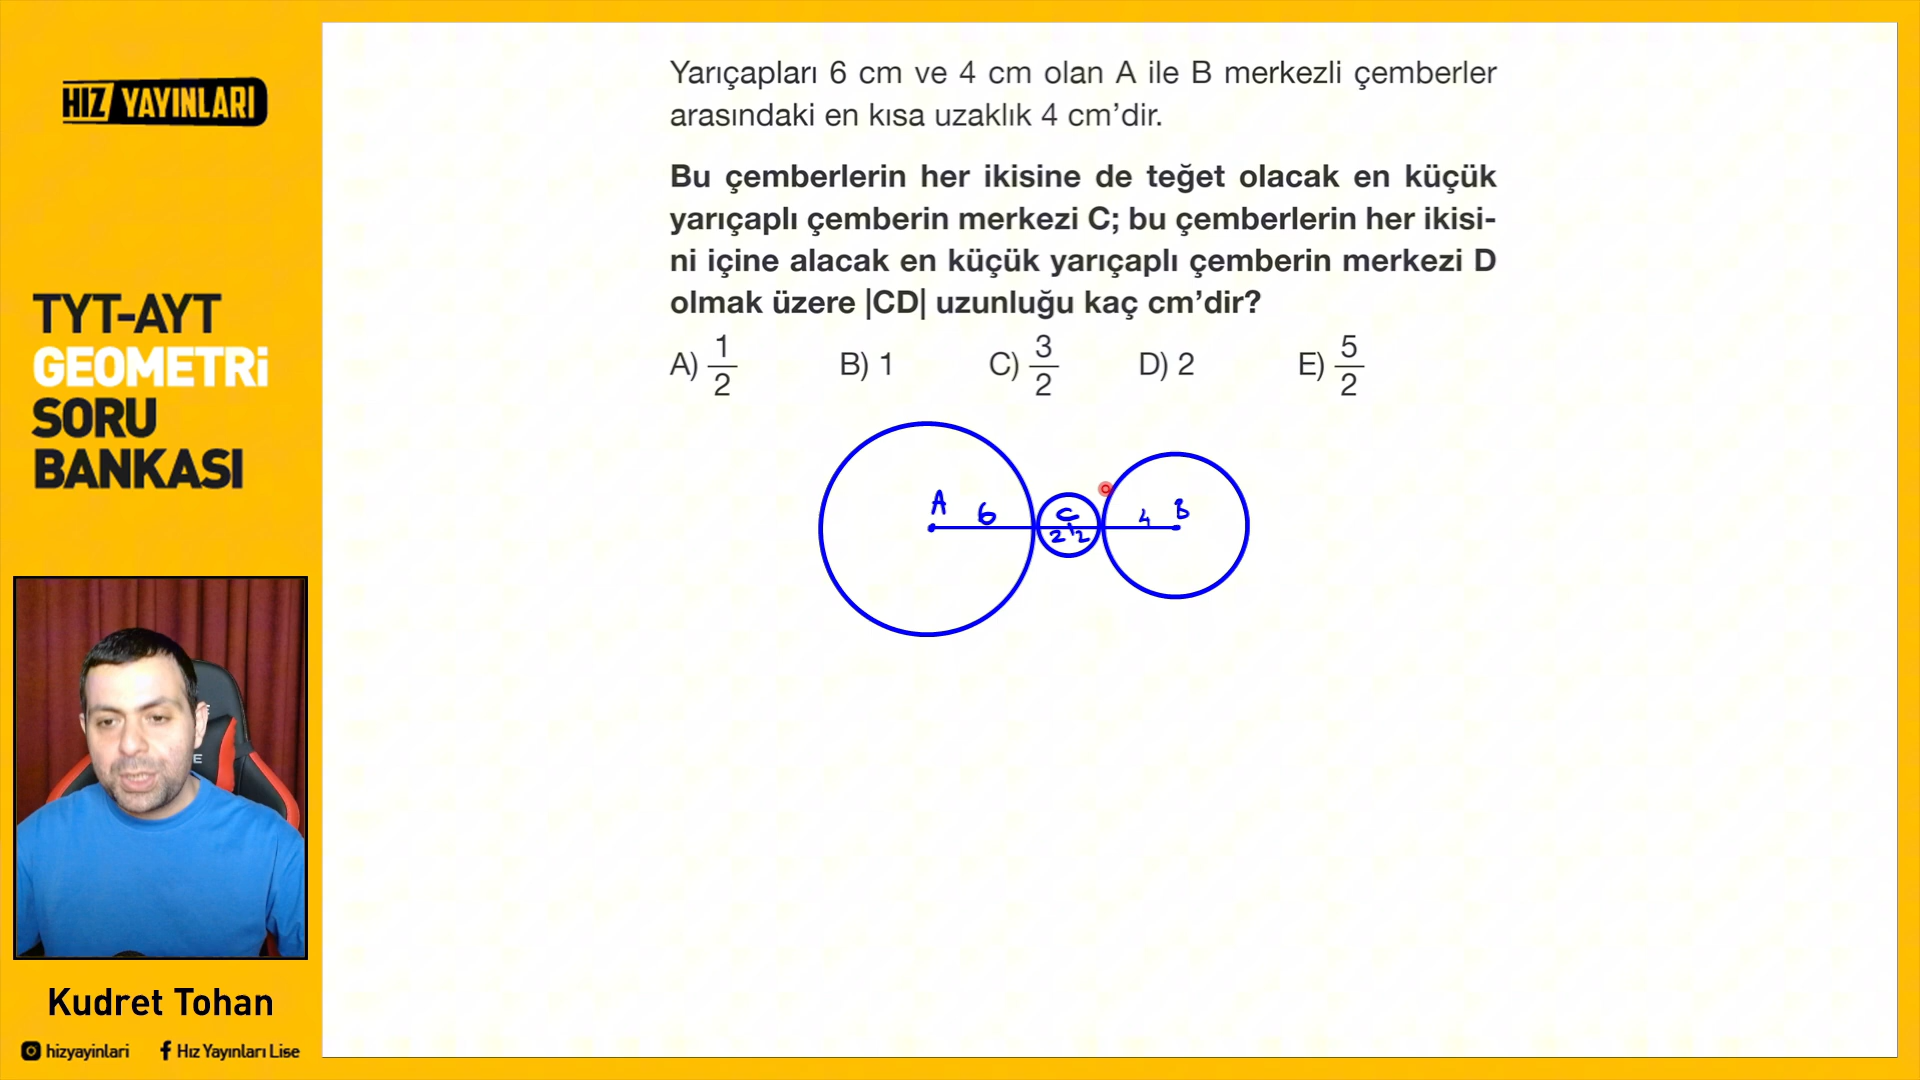 HIZ YAYINLARI
TYT-AYT
GEOMETRİ
SORU
BANKASI
Yarıçapları 6 cm ve 4 cm olan A ile B merkezli çemberler
arasındaki en kısa uzaklık 4 cm'dir.
Bu çemberlerin her ikisine de teğet olacak en küçük
yarıçaplı çemberin merkezi C; bu çemberlerin her ikisi-
ni içine alacak en küçük yarıçaplı çemberin merkezi D
olmak üzere |CD| uzunluğu kaç cm'dir?
A) 1/2 B) 1 C) 3/2 D) 2 E) 5/2
A 6 C 2 2 4 B
E
Kudret Tohan
hizyayinlari Hız Yayınları Lise